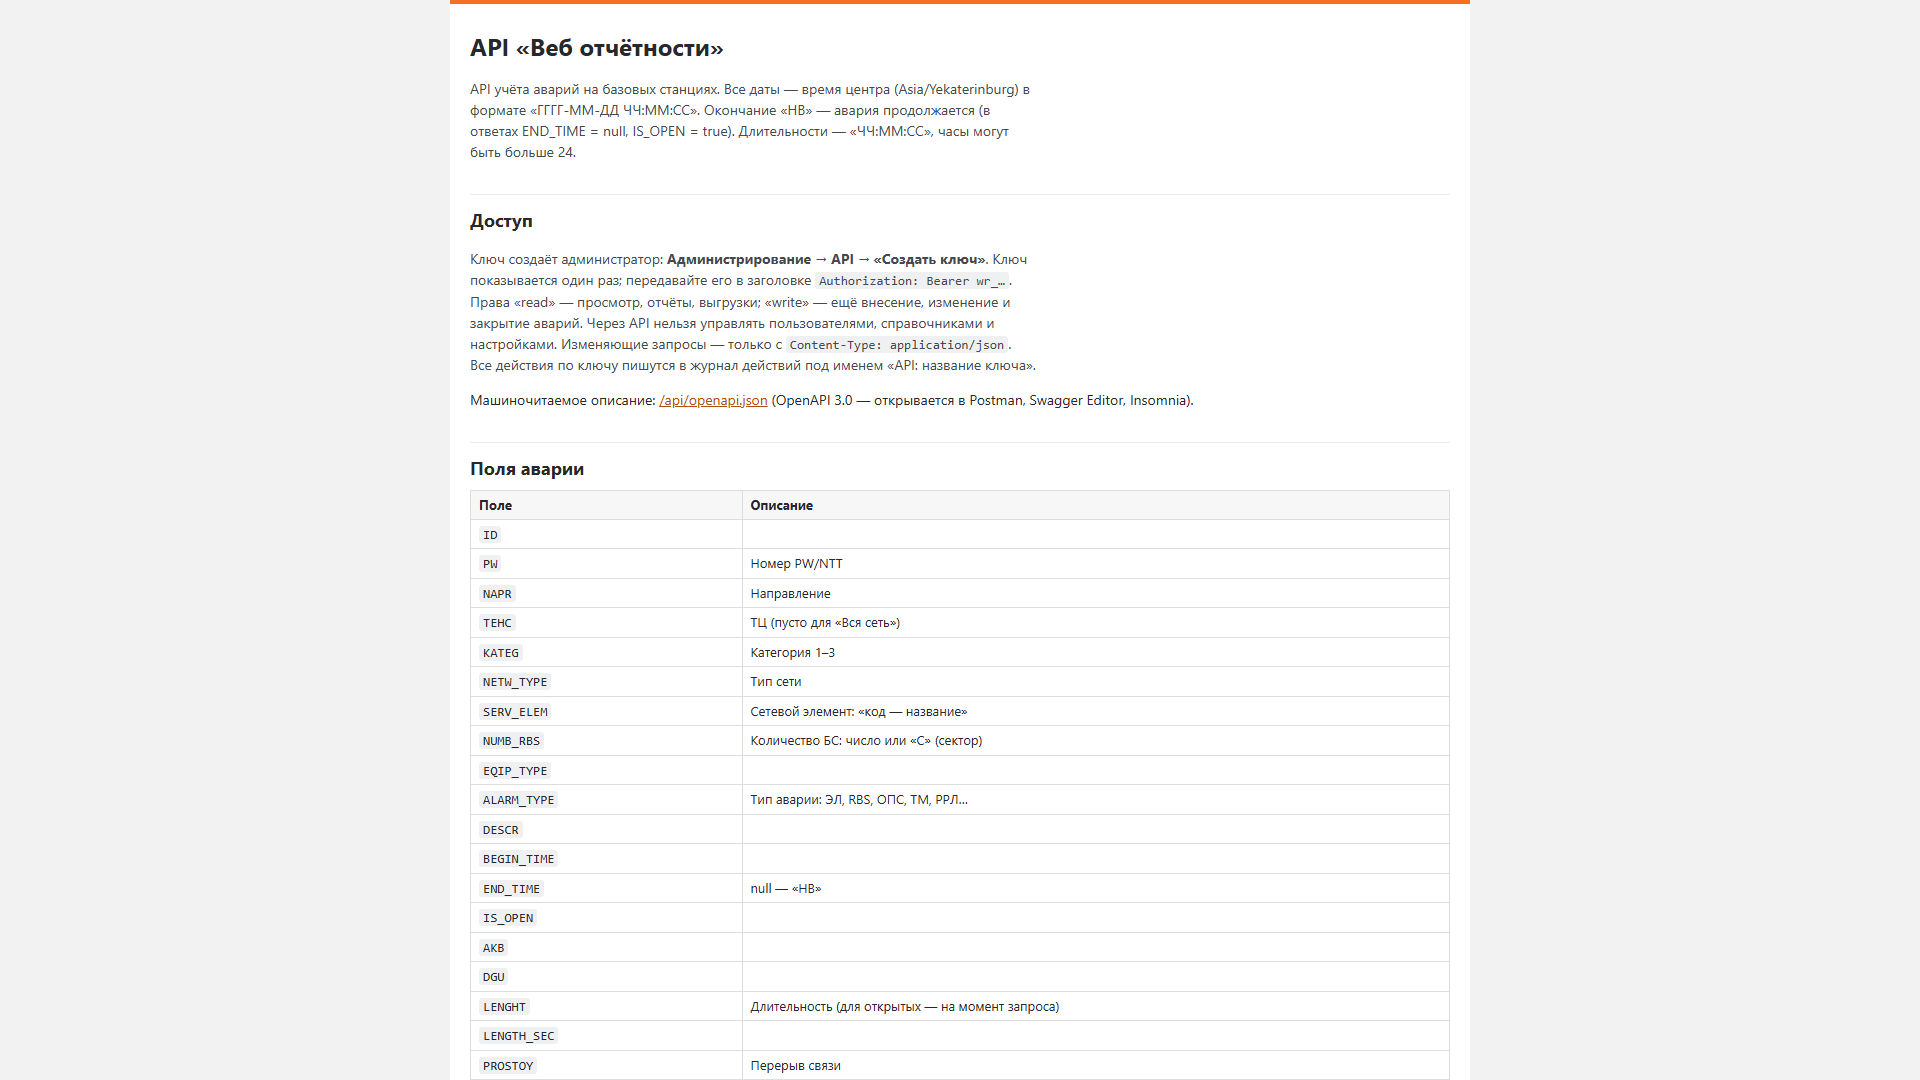 API «Веб отчётности»
API учёта аварий на базовых станциях. Все даты — время центра (Asia/Yekaterinburg) в
формате «ГГГГ-ММ-ДД ЧЧ:ММ:СС». Окончание «НВ» — авария продолжается (в
ответах END_TIME = null, IS_OPEN = true). Длительности — «ЧЧ:ММ:СС», часы могут
быть больше 24.
Доступ
Ключ создаёт администратор: Администрирование → API → «Создать ключ». Ключ
показывается один раз; передавайте его в заголовке Authorization: Bearer wr_….
Права «read» — просмотр, отчёты, выгрузки; «write» — ещё внесение, изменение и
закрытие аварий. Через API нельзя управлять пользователями, справочниками и
настройками. Изменяющие запросы — только с Content-Type: application/json.
Все действия по ключу пишутся в журнал действий под именем «API: название ключа».
Машиночитаемое описание: /api/openapi.json (OpenAPI 3.0 — открывается в Postman, Swagger Editor, Insomnia).
Поля аварии
Поле Описание
ID
PW Номер PW/NTT
NAPR Направление
TEHC ТЦ (пусто для «Вся сеть»)
KATEG Категория 1–3
NETW_TYPE Тип сети
SERV_ELEM Сетевой элемент: «код — название»
NUMB_RBS Количество БС: число или «С» (сектор)
EQIP_TYPE
ALARM_TYPE Тип аварии: ЭЛ, RBS, ОПС, ТМ, РРЛ…
DESCR
BEGIN_TIME
END_TIME null — «НВ»
IS_OPEN
AKB
DGU
LENGHT Длительность (для открытых — на момент запроса)
LENGTH_SEC
PROSTOY Перерыв связи